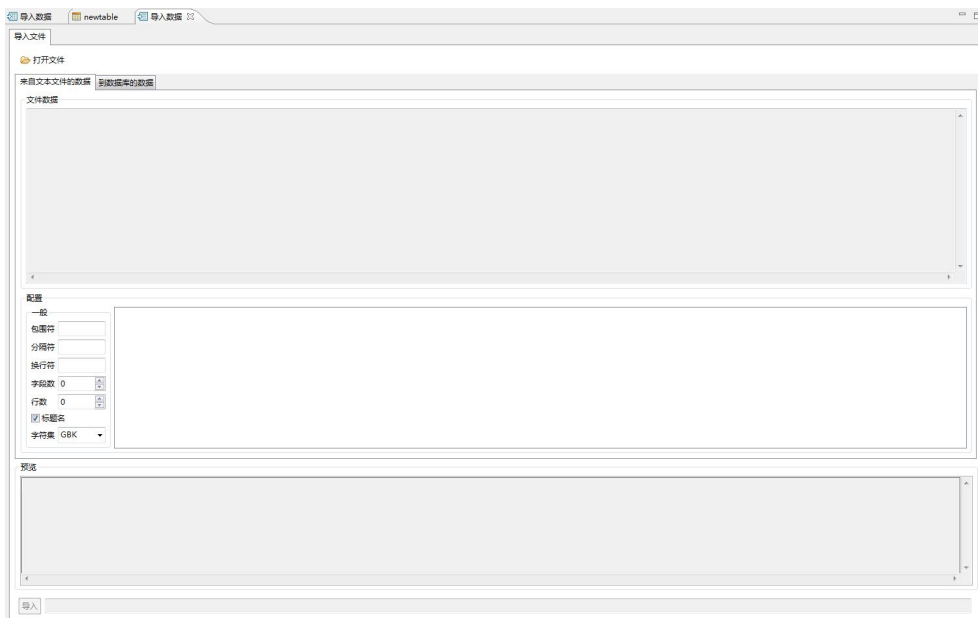 导入数据 newtable 导入数据
导入文件
打开文件
来自文本文件的数据 到数据库的数据
文件数据
配置
一般
包围符
分隔符
换行符
字段数 0
行数 0
标题名
字符集 GBK
预览
导入